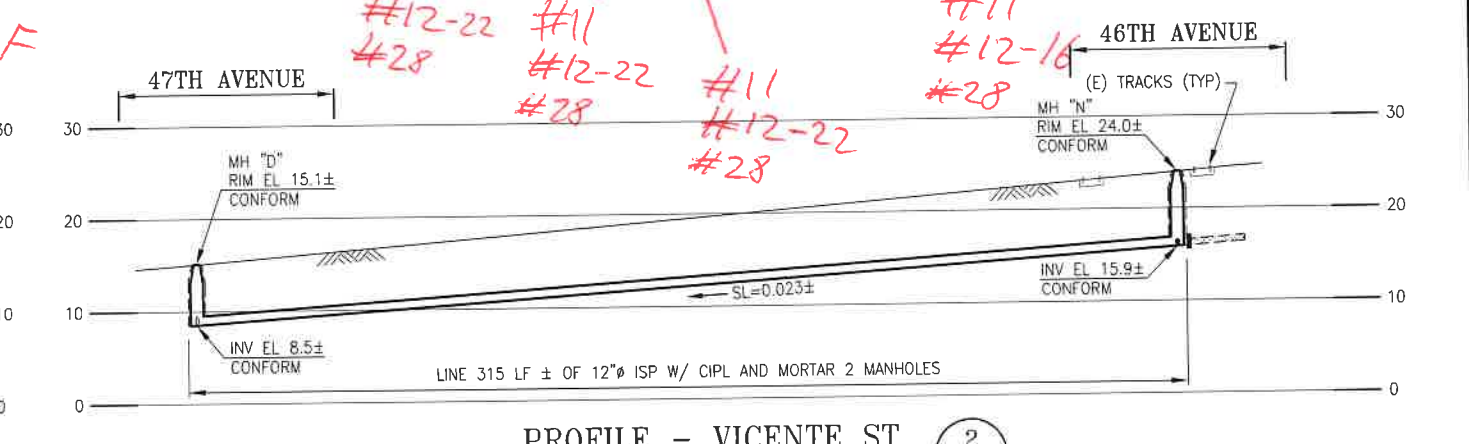 #12-22
#28
#11
#12-22
#28
#11
#12-22
#28
#11
#12-16
#28
F
47TH AVENUE
46TH AVENUE
(E) TRACKS (TYP)
30
30
30
MH "D"
RIM EL 15.1±
CONFORM
MH "N"
RIM EL 24.0±
CONFORM
20
20
20
INV EL 15.9±
CONFORM
SL=0.023±
10
10
10
INV EL 8.5±
CONFORM
LINE 315 LF ± OF 12"ø ISP W/ CIPL AND MORTAR 2 MANHOLES
0
0
0
PROFILE - VICENTE ST
2